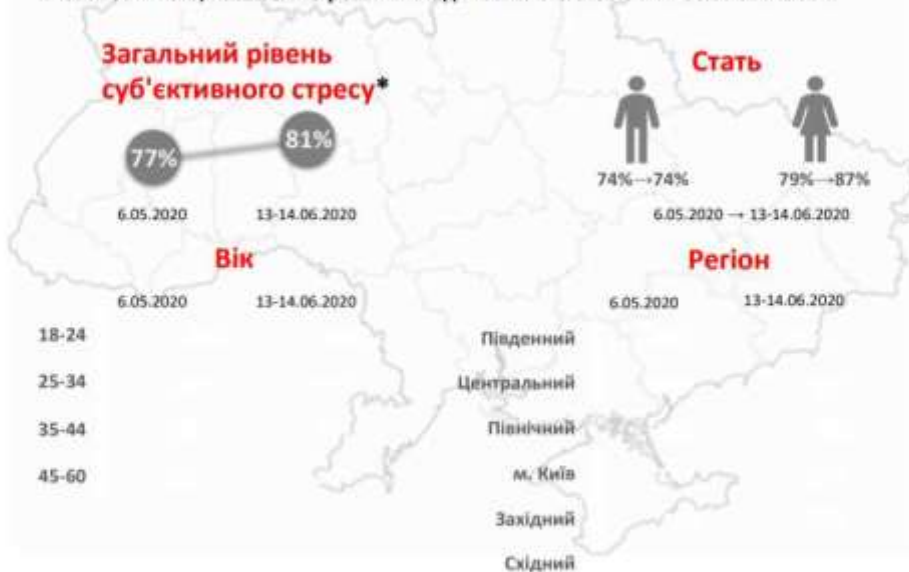 Загальний рівень
суб'єктивного стресу*
77%
81%
6.05.2020
13-14.06.2020
Стать
74%→74%
79%→87%
6.05.2020 → 13-14.06.2020
Вік
6.05.2020
13-14.06.2020
18-24
25-34
35-44
45-60
Регіон
6.05.2020
13-14.06.2020
Південний
Центральний
Північний
м. Київ
Західний
Східний